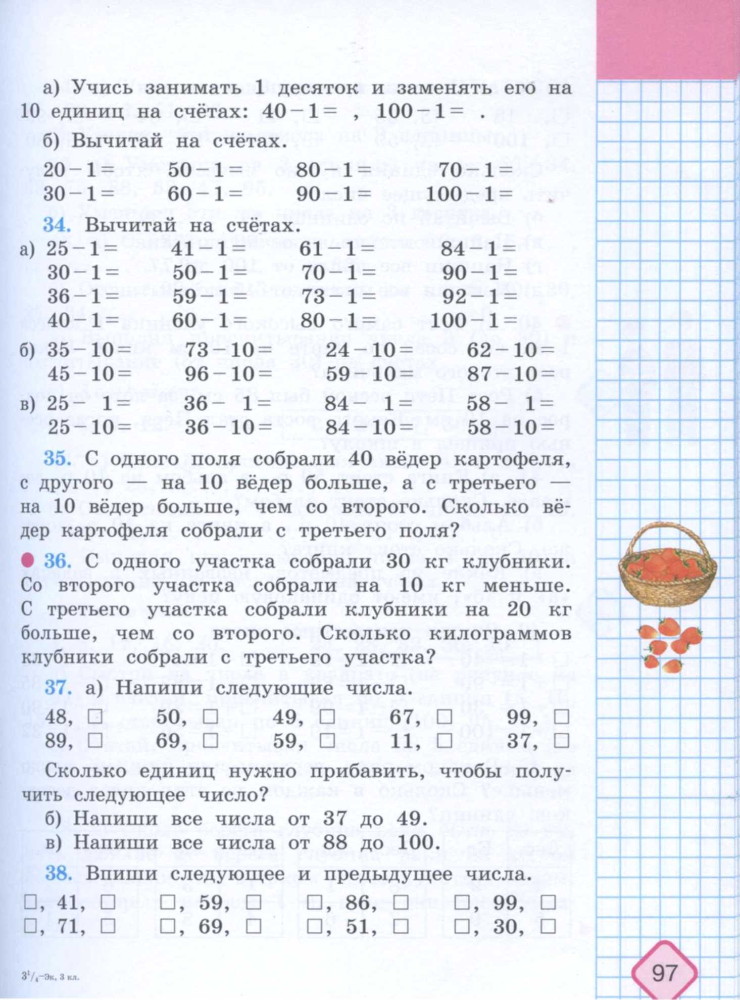 а) Учись занимать 1 десяток и заменять его на
10 единиц на счётах: 40 – 1 = , 100 – 1 = .
б) Вычитай на счётах.
20 – 1 = 50 – 1 = 80 – 1 = 70 – 1 =
30 – 1 = 60 – 1 = 90 – 1 = 100 – 1 =
34. Вычитай на счётах.
а) 25 – 1 = 41 – 1 = 61 – 1 = 84 – 1 =
30 – 1 = 50 – 1 = 70 – 1 = 90 – 1 =
36 – 1 = 59 – 1 = 73 – 1 = 92 – 1 =
40 – 1 = 60 – 1 = 80 – 1 = 100 – 1 =
б) 35 – 10 = 73 – 10 = 24 – 10 = 62 – 10 =
45 – 10 = 96 – 10 = 59 – 10 = 87 – 10 =
в) 25 – 1 = 36 – 1 = 84 – 1 = 58 – 1 =
25 – 10 = 36 – 10 = 84 – 10 = 58 – 10 =
35. С одного поля собрали 40 вёдер картофеля,
с другого — на 10 вёдер больше, а с третьего —
на 10 вёдер больше, чем со второго. Сколько вё-
дер картофеля собрали с третьего поля?
36. С одного участка собрали 30 кг клубники.
Со второго участка собрали на 10 кг меньше.
С третьего участка собрали клубники на 20 кг
больше, чем со второго. Сколько килограммов
клубники собрали с третьего участка?
37. а) Напиши следующие числа.
48, □ 50, □ 49, □ 67, □ 99, □
89, □ 69, □ 59, □ 11, □ 37, □
Сколько единиц нужно прибавить, чтобы полу-
чить следующее число?
б) Напиши все числа от 37 до 49.
в) Напиши все числа от 88 до 100.
38. Впиши следующее и предыдущее числа.
□, 41, □ □, 59, □ □, 86, □ □, 99, □
□, 71, □ □, 69, □ □, 51, □ □, 30, □
3¹/₄–Эк, 3 кл.
97